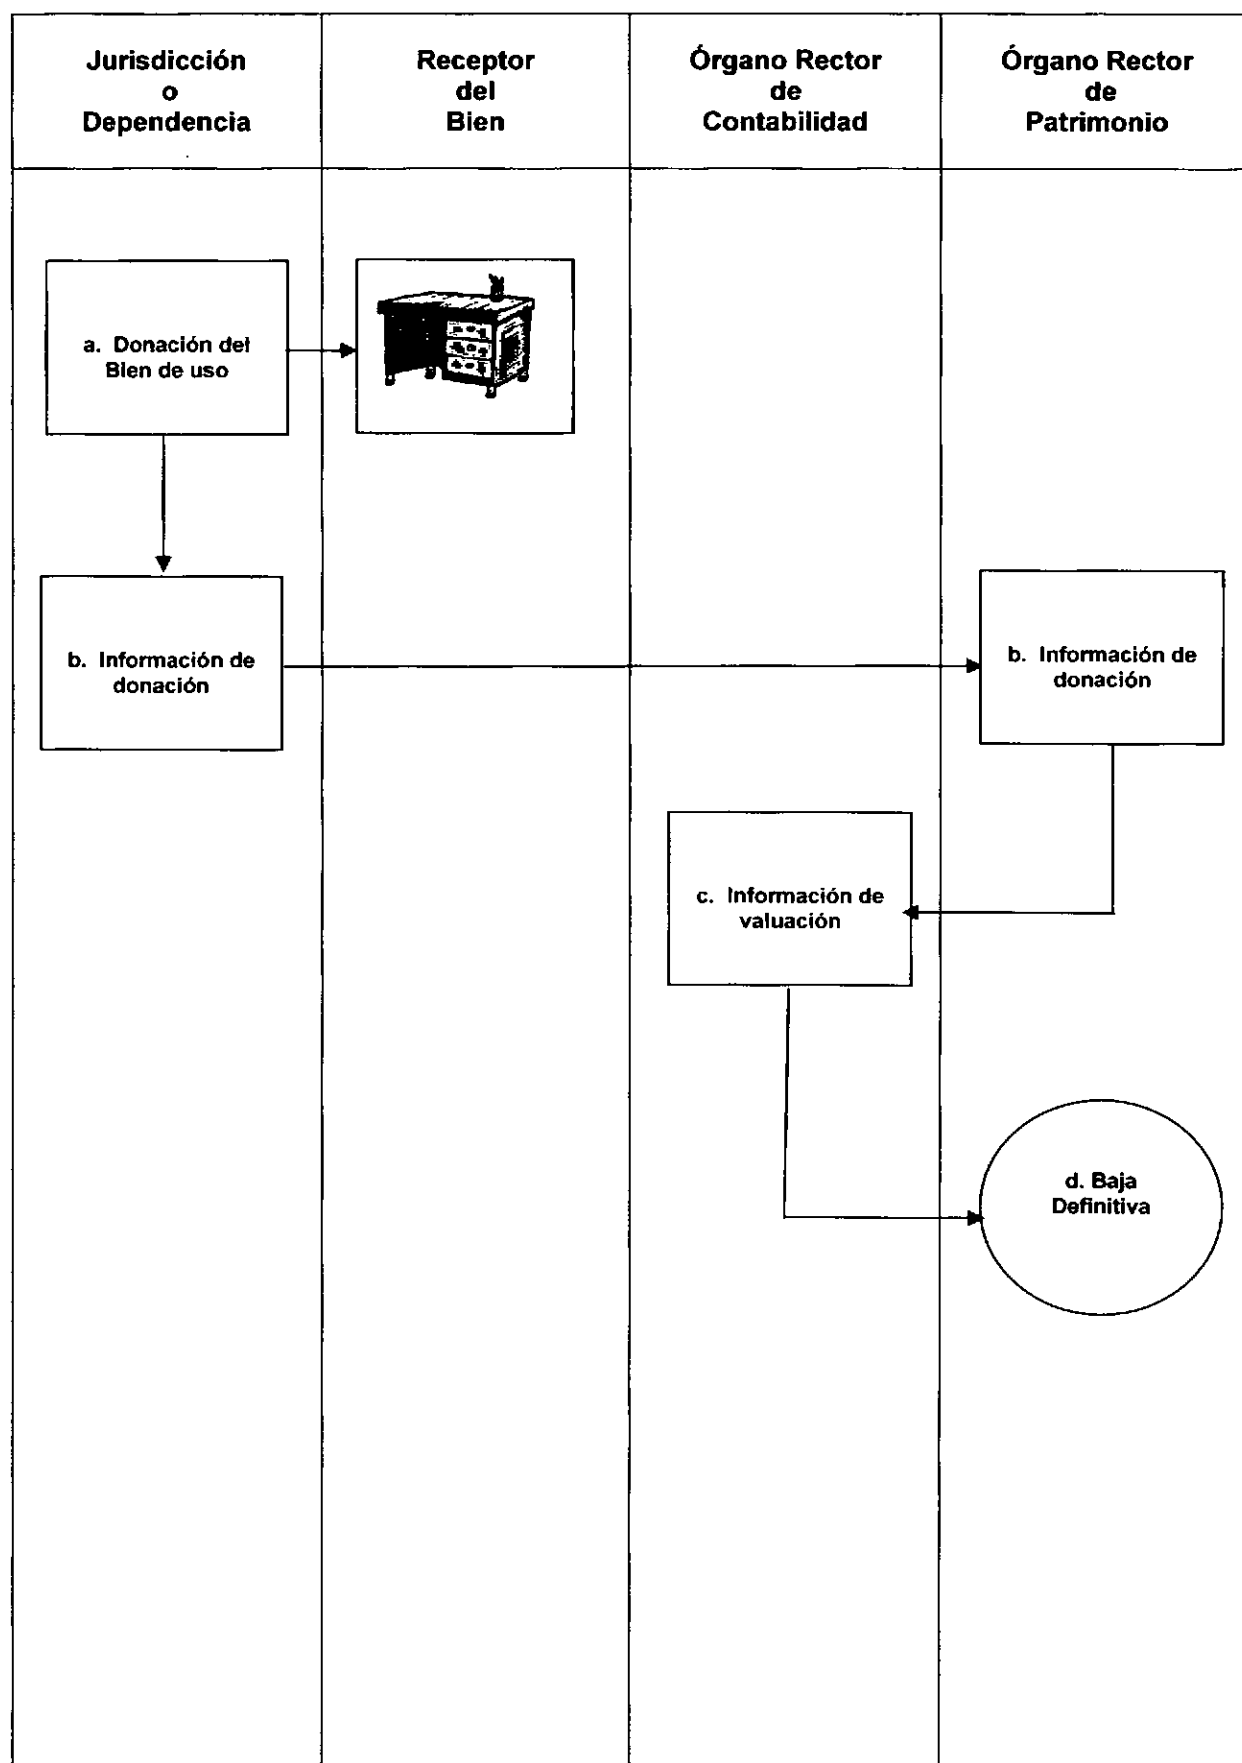 Jurisdicción
o
Dependencia
Receptor
del
Bien
Órgano Rector
de
Contabilidad
Órgano Rector
de
Patrimonio
a. Donación del
Bien de uso
b. Información de
donación
b. Información de
donación
c. Información de
valuación
d. Baja
Definitiva